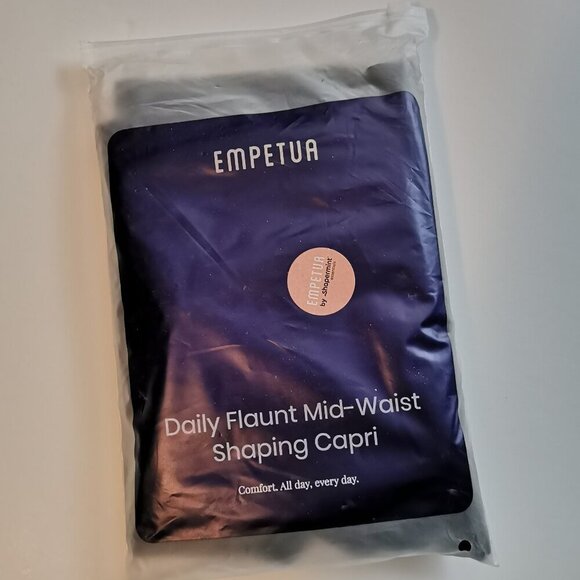 EMPETUA
EMPETUA
by Shapermint
Daily Flaunt Mid-Waist
Shaping Capri
Comfort. All day, every day.